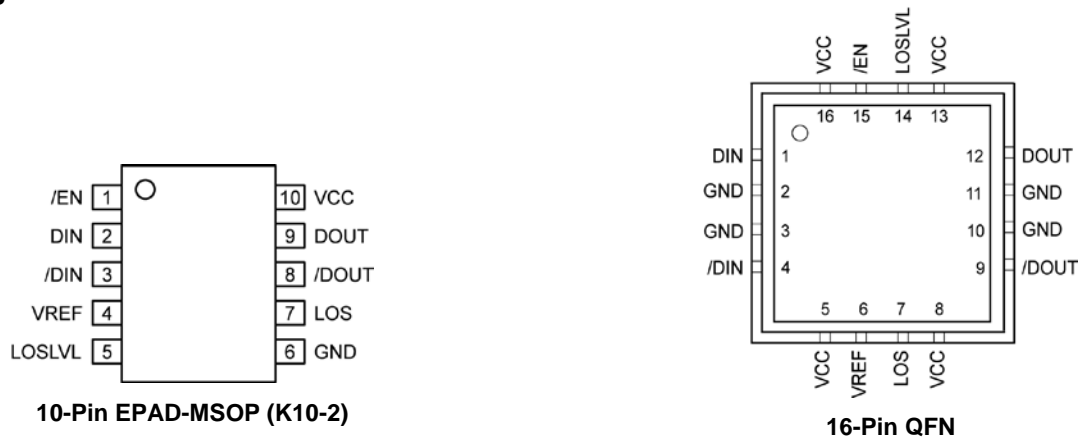 /EN 1
DIN 2
/DIN 3
VREF 4
LOSLVL 5
10 VCC
9 DOUT
8 /DOUT
7 LOS
6 GND
10-Pin EPAD-MSOP (K10-2)
VCC
/EN
LOSLVL
VCC
16 15 14 13
DIN 1
GND 2
GND 3
/DIN 4
12 DOUT
11 GND
10 GND
9 /DOUT
5 6 7 8
VCC
VREF
LOS
VCC
16-Pin QFN